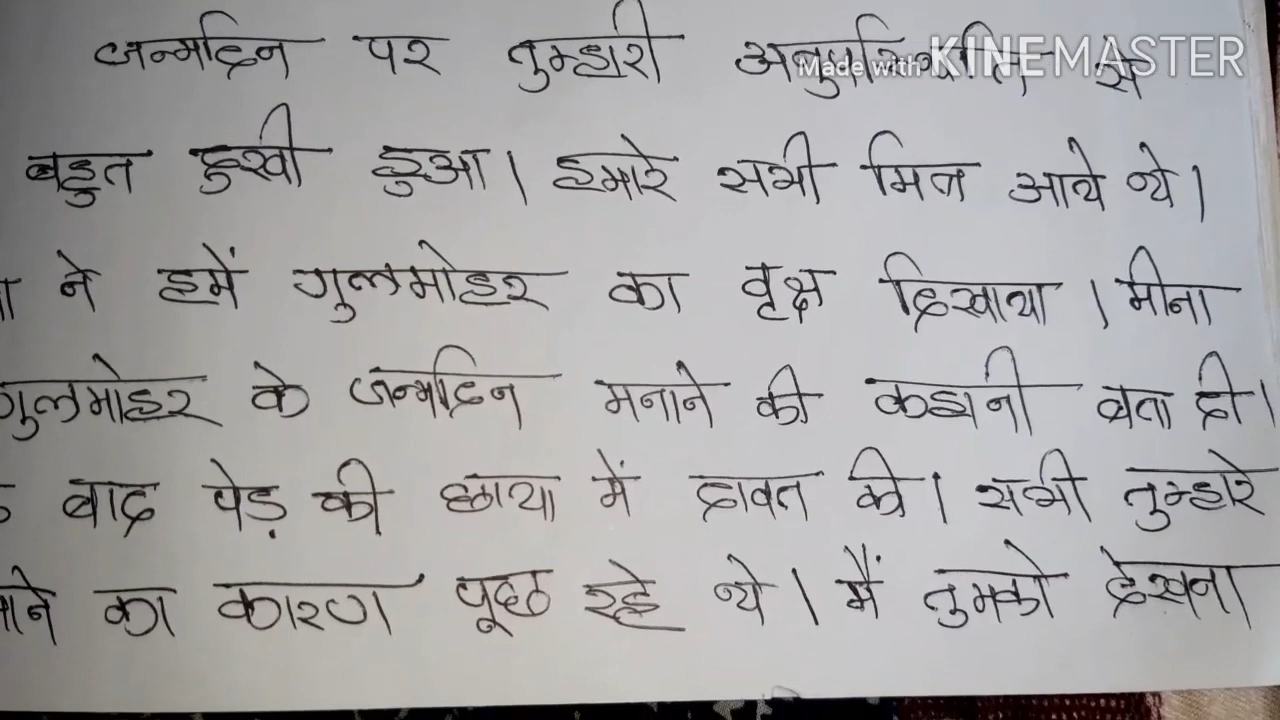 जन्मदिन पर तुम्हारी अनुपस्थिति से
Made with KINEMASTER
बहुत दुखी हुआ। हमारे सभी मित्र आये थे।
ने हमें गुलमोहर का वृक्ष दिखाया। मीना
गुलमोहर के जन्मदिन मनाने की कहानी बता दी।
बाद पेड़ की छाया में दावत की। सभी तुम्हारे
का कारण पूछ रहे थे। मैं तुमको देखना